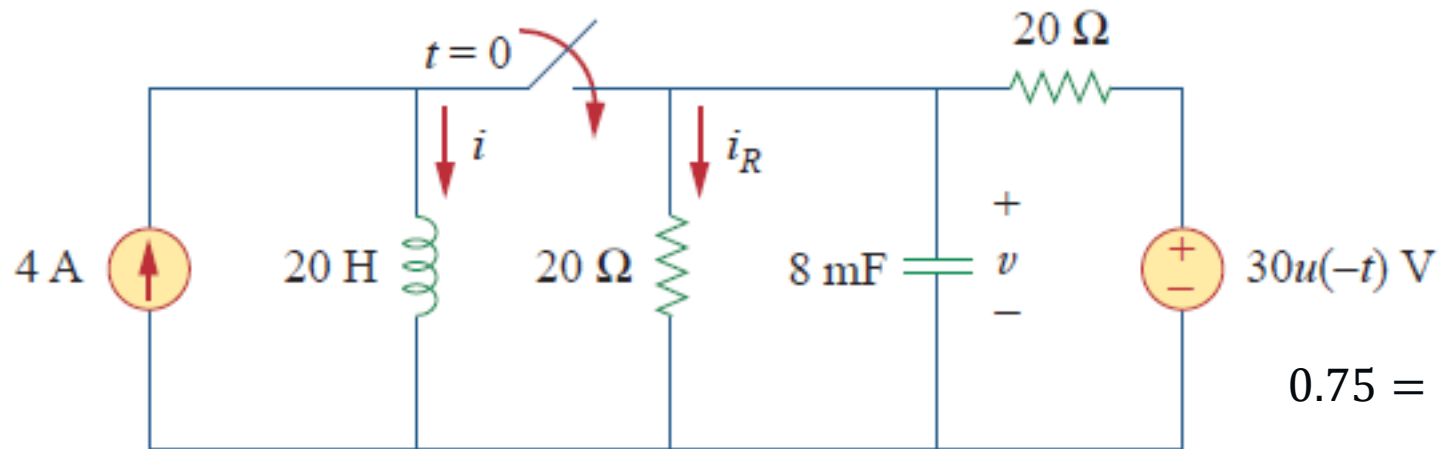 20 Ω
t = 0
i
i_R
+
4 A
20 H
20 Ω
8 mF
v
+
−
30u(−t) V
−
0.75 =